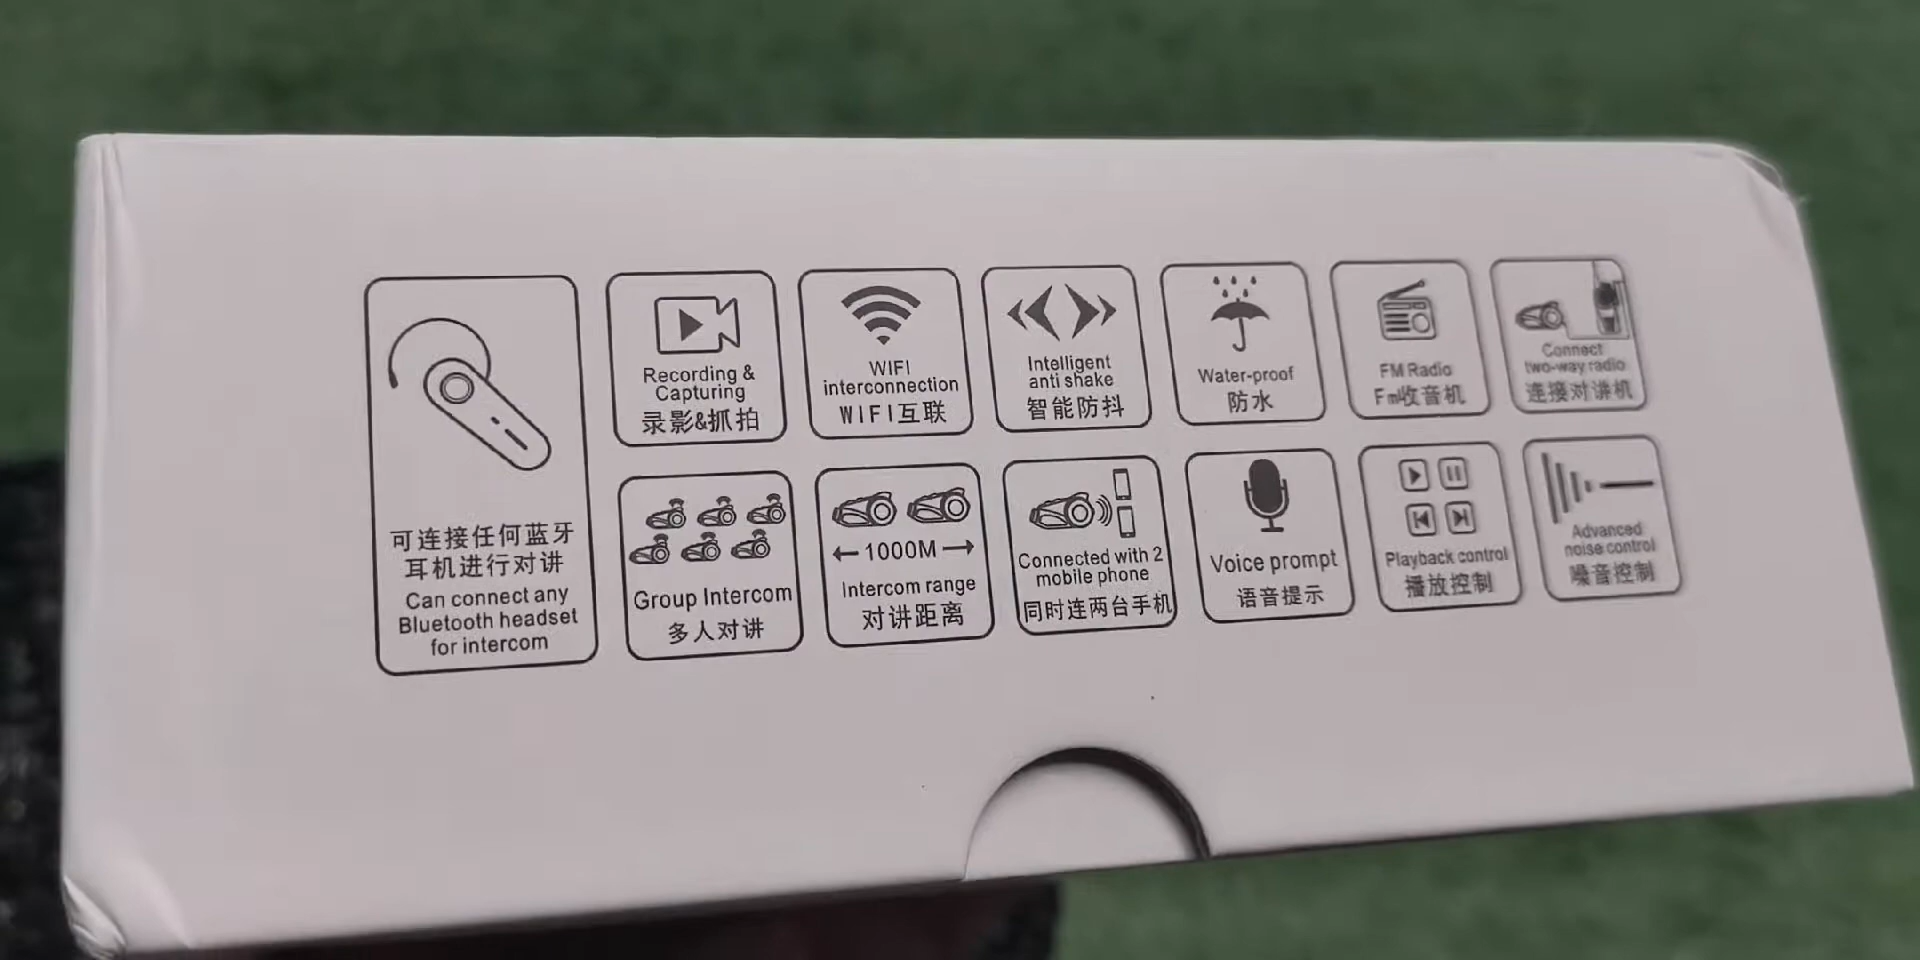 可连接任何蓝牙
耳机进行对讲
Can connect any
Bluetooth headset
for intercom
Recording &
Capturing
录影&抓拍
WIFI
interconnection
WIFI互联
Intelligent
anti shake
智能防抖
Water-proof
防水
FM Radio
Fm收音机
Connect
two-way radio
连接对讲机
Group Intercom
多人对讲
1000M
Intercom range
对讲距离
Connected with 2
mobile phone
同时连两台手机
Voice prompt
语音提示
Playback control
播放控制
Advanced
noise control
噪音控制